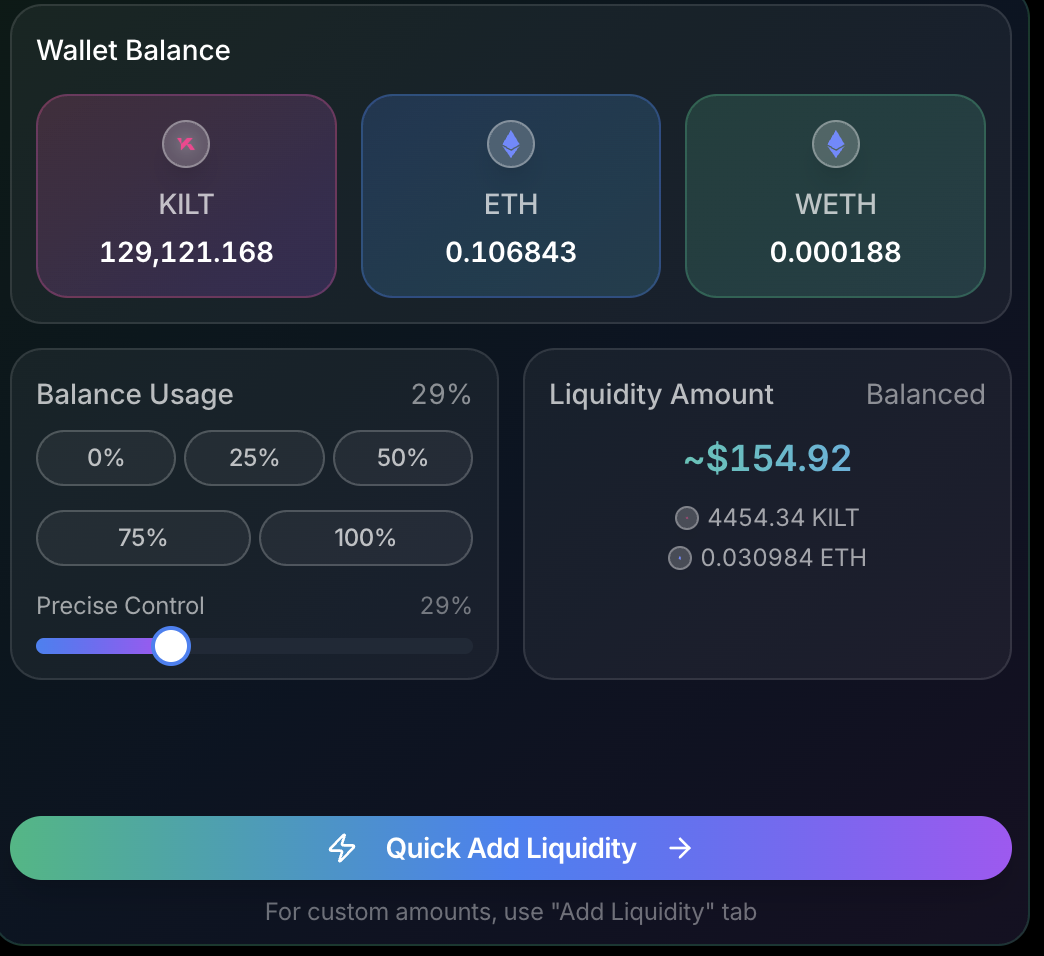 Wallet Balance
KILT
129,121.168
ETH
0.106843
WETH
0.000188
Balance Usage 29%
0% 25% 50%
75% 100%
Precise Control 29%
Liquidity Amount Balanced
~$154.92
4454.34 KILT
0.030984 ETH
Quick Add Liquidity →
For custom amounts, use "Add Liquidity" tab